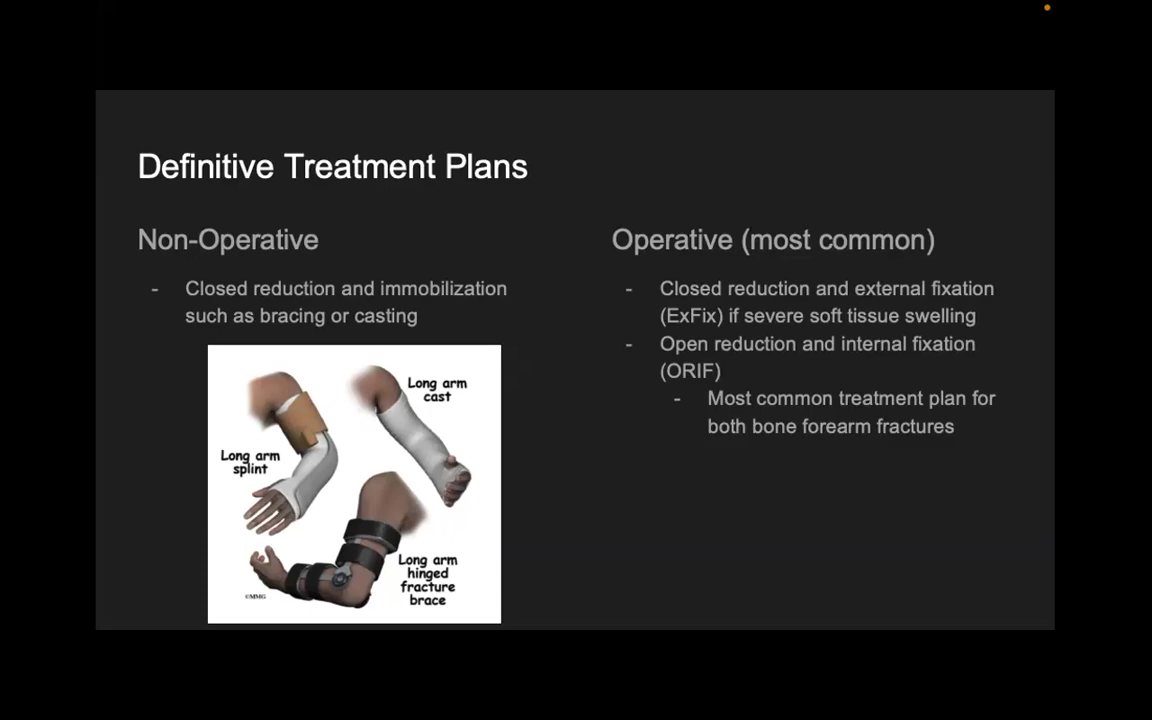 Definitive Treatment Plans
Non-Operative
- Closed reduction and immobilization
such as bracing or casting
Long arm
cast
Long arm
splint
Long arm
hinged
fracture
brace
©MMG
Operative (most common)
- Closed reduction and external fixation
(ExFix) if severe soft tissue swelling
- Open reduction and internal fixation
(ORIF)
- Most common treatment plan for
both bone forearm fractures